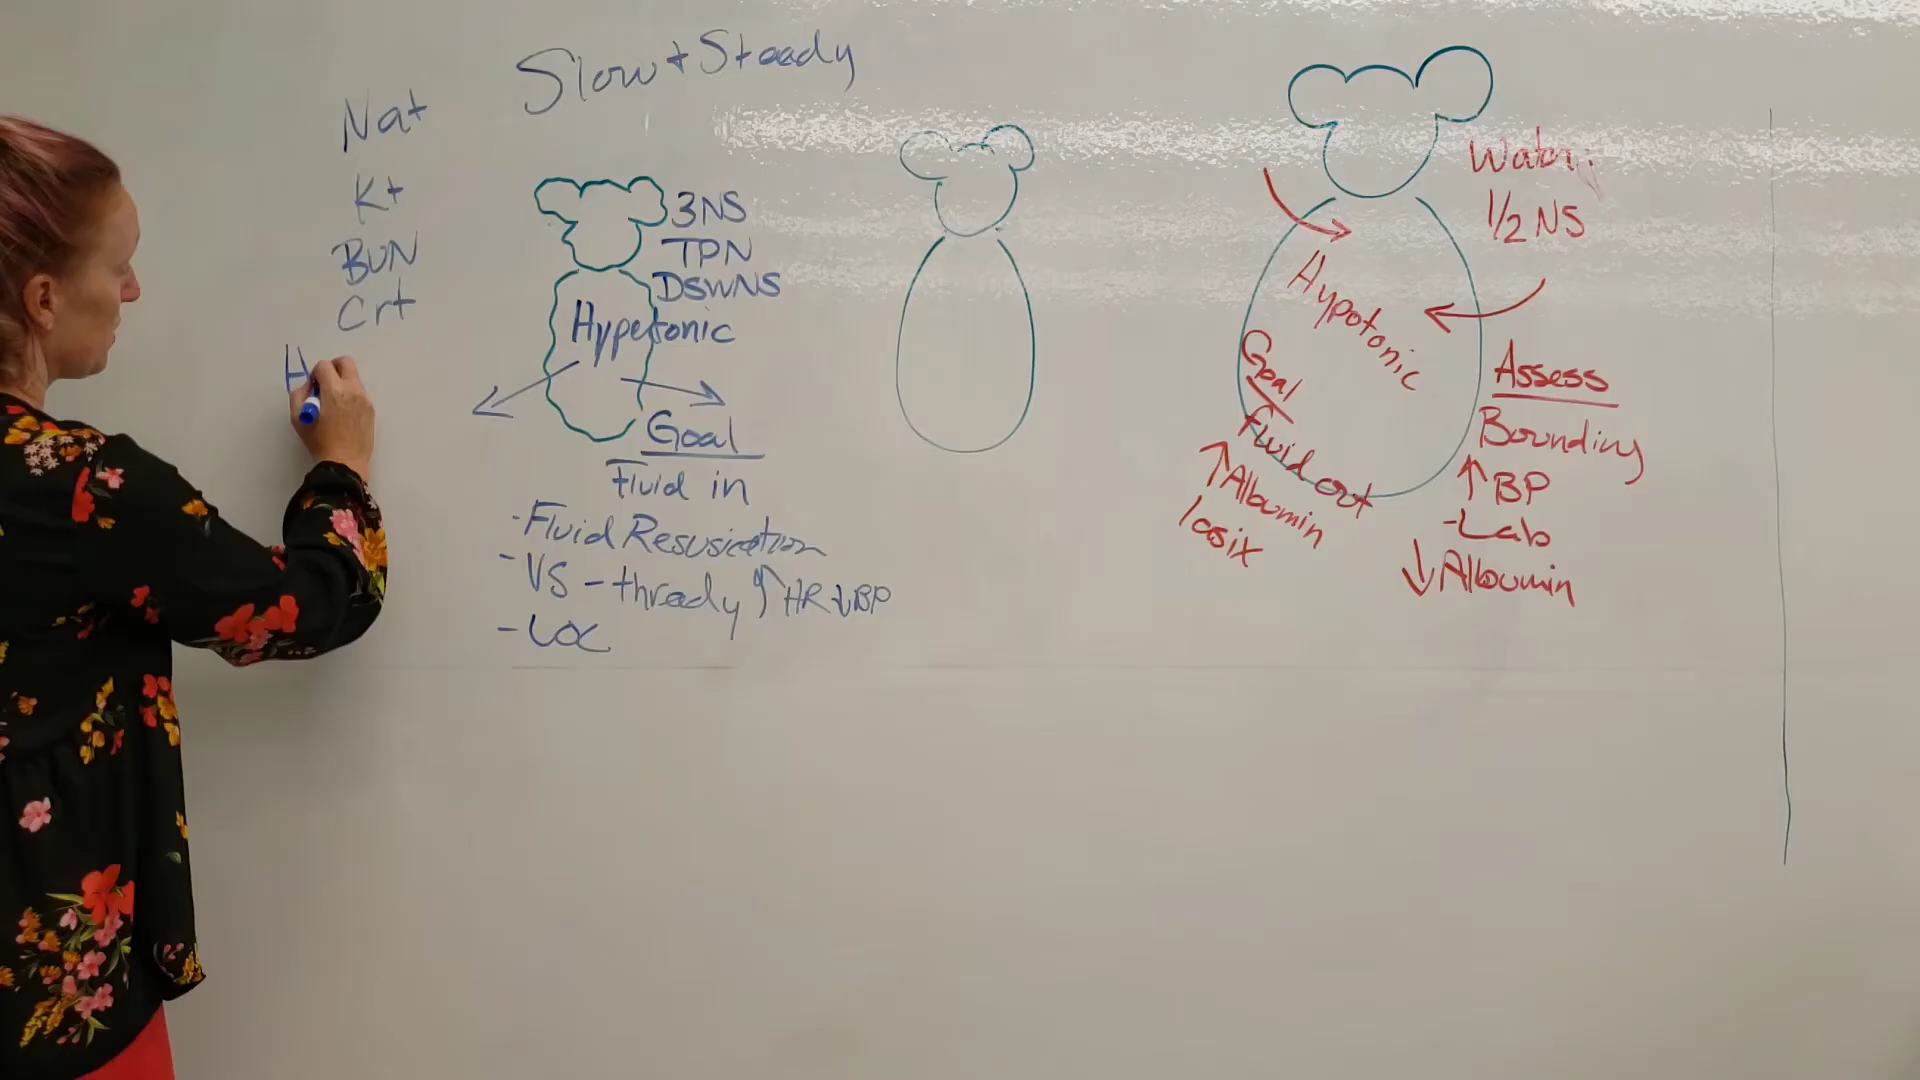 Slow + Steady
Na+
K+
BUN
Crt
H
3NS
TPN
D5WNS
Hypertonic
Goal
Fluid in
- Fluid Resusication
- VS - thready ↑ HR ↓ BP
- LOC
Water
1/2 NS
Hypotonic
Goal
Fluid out
↑ Albumin
lasix
Assess
Bounding
↑ BP
- Lab
↓ Albumin